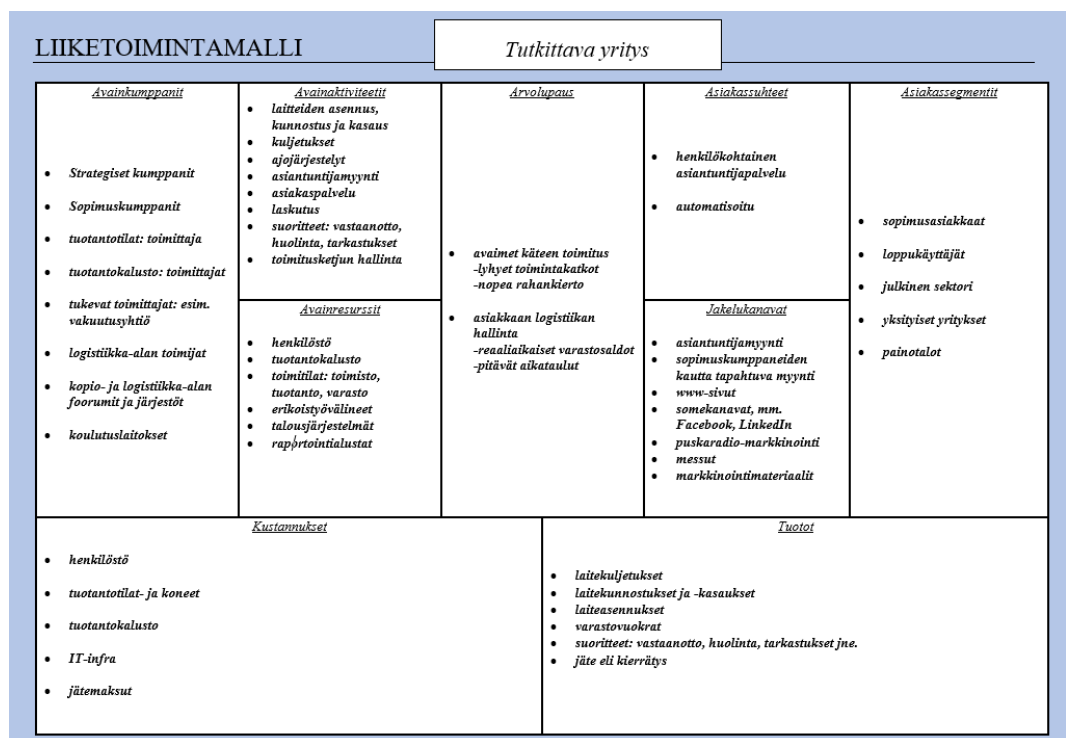 LIIKETOIMINTAMALLI
Tutkittava yritys
Avainkumppanit
• Strategiset kumppanit
• Sopimuskumppanit
• tuotantotilat: toimittaja
• tuotantokalusto: toimittajat
• tukevat toimittajat: esim.
vakuutusyhtiö
• logistiikka-alan toimijat
• kopio- ja logistiikka-alan
foorumit ja järjestöt
• koulutuslaitokset
Avainaktiviteetit
• laitteiden asennus,
kunnostus ja kasaus
• kuljetukset
• ajojärjestelyt
• asiantuntijamyynti
• asiakaspalvelu
• laskutus
• suoritteet: vastaanotto,
huolinta, tarkastukset
• toimitusketjun hallinta
Avainresurssit
• henkilöstö
• tuotantokalusto
• toimitilat: toimisto,
tuotanto, varasto
• erikoistyövälineet
• talousjärjestelmät
• raportointialustat
Arvolupaus
• avaimet käteen toimitus
-lyhyet toimintakatkot
-nopea rahankierto
• asiakkaan logistiikan
hallinta
-reaaliaikaiset varastosaldot
-pitävät aikataulut
Asiakassuhteet
• henkilökohtainen
asiantuntijapalvelu
• automatisoitu
Jakelukanavat
• asiantuntijamyynti
• sopimuskumppaneiden
kautta tapahtuva myynti
• www-sivut
• somekanavat, mm.
Facebook, LinkedIn
• puskaradio-markkinointi
• messut
• markkinointimateriaalit
Asiakassegmentit
• sopimusasiakkaat
• loppukäyttäjät
• julkinen sektori
• yksityiset yritykset
• painotalot
Kustannukset
• henkilöstö
• tuotantotilat- ja koneet
• tuotantokalusto
• IT-infra
• jätemaksut
Tuotot
• laitekuljetukset
• laitekunnostukset ja -kasaukset
• laiteasennukset
• varastovuokrat
• suoritteet: vastaanotto, huolinta, tarkastukset jne.
• jäte eli kierrätys